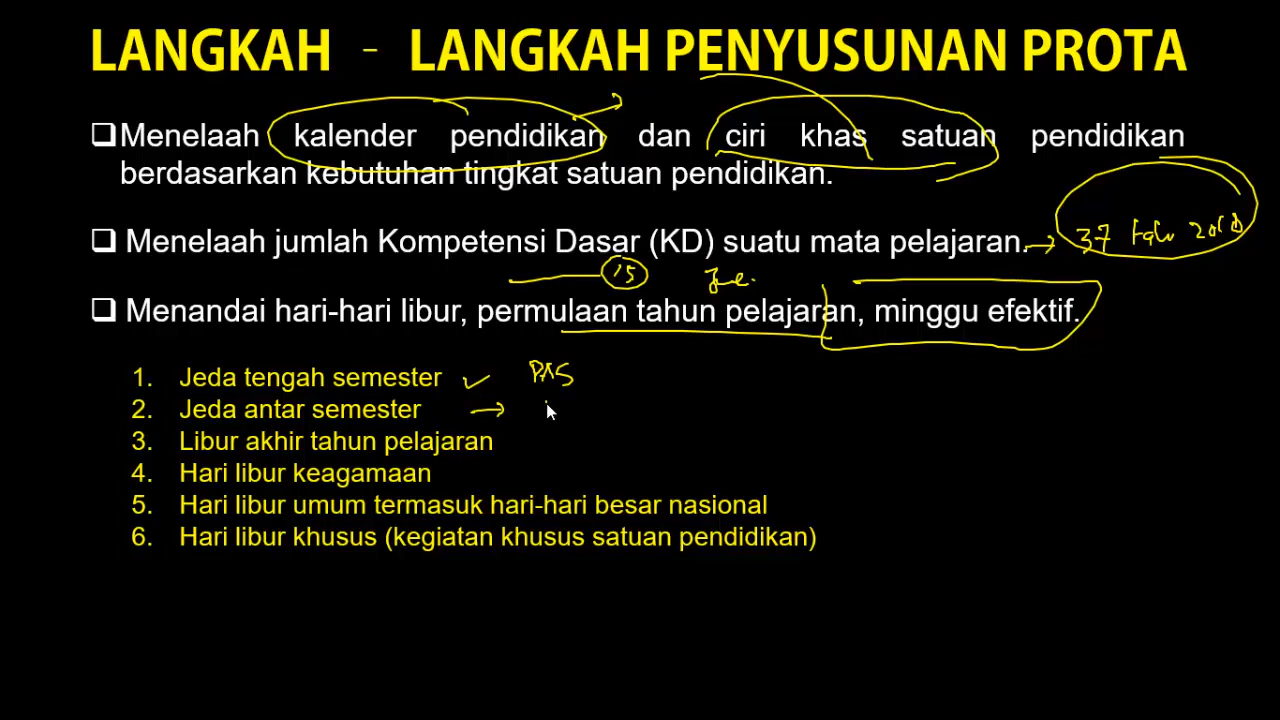 LANGKAH - LANGKAH PENYUSUNAN PROTA
❑Menelaah kalender pendidikan dan ciri khas satuan pendidikan
berdasarkan kebutuhan tingkat satuan pendidikan.
❑ Menelaah jumlah Kompetensi Dasar (KD) suatu mata pelajaran. → 37
15
❑ Menandai hari-hari libur, permulaan tahun pelajaran, minggu efektif.
1. Jeda tengah semester ✓ PAS
2. Jeda antar semester →
3. Libur akhir tahun pelajaran
4. Hari libur keagamaan
5. Hari libur umum termasuk hari-hari besar nasional
6. Hari libur khusus (kegiatan khusus satuan pendidikan)